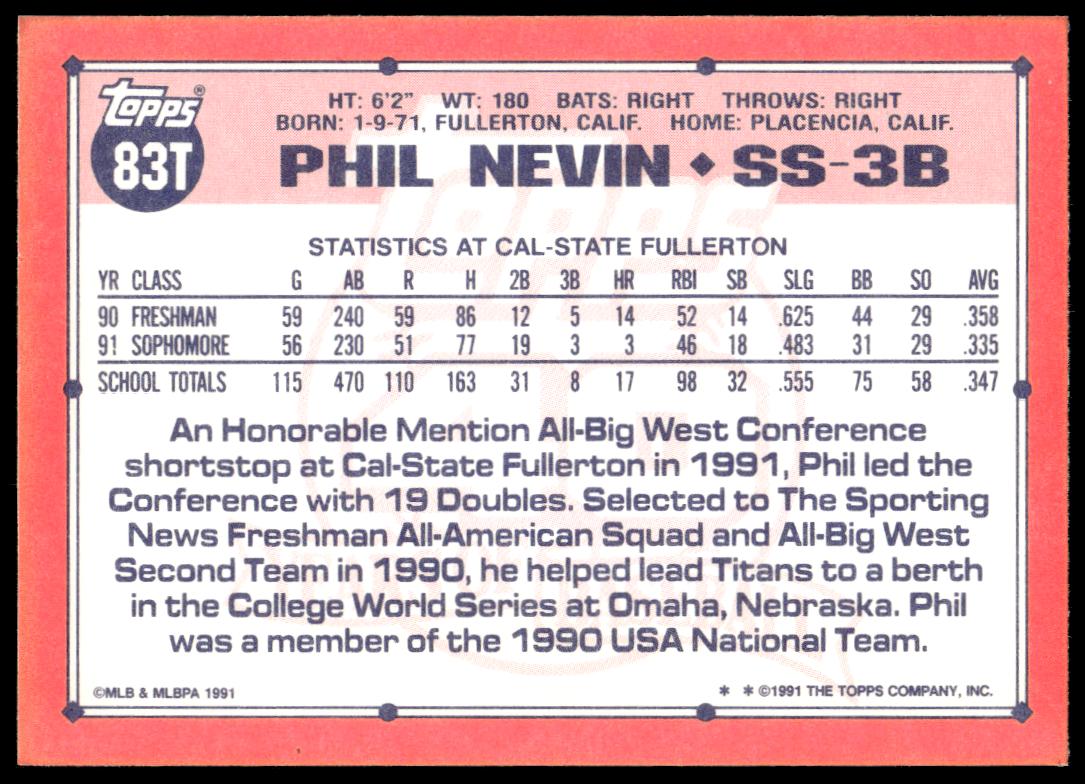 Topps®
83T
HT: 6'2" WT: 180 BATS: RIGHT THROWS: RIGHT
BORN: 1-9-71, FULLERTON, CALIF. HOME: PLACENCIA, CALIF.
PHIL NEVIN ◆ SS-3B
STATISTICS AT CAL-STATE FULLERTON
YR CLASS G AB R H 2B 3B HR RBI SB SLG BB SO AVG
90 FRESHMAN 59 240 59 86 12 5 14 52 14 .625 44 29 .358
91 SOPHOMORE 56 230 51 77 19 3 3 46 18 .483 31 29 .335
SCHOOL TOTALS 115 470 110 163 31 8 17 98 32 .555 75 58 .347
An Honorable Mention All-Big West Conference
shortstop at Cal-State Fullerton in 1991, Phil led the
Conference with 19 Doubles. Selected to The Sporting
News Freshman All-American Squad and All-Big West
Second Team in 1990, he helped lead Titans to a berth
in the College World Series at Omaha, Nebraska. Phil
was a member of the 1990 USA National Team.
©MLB & MLBPA 1991
* * ©1991 THE TOPPS COMPANY, INC.